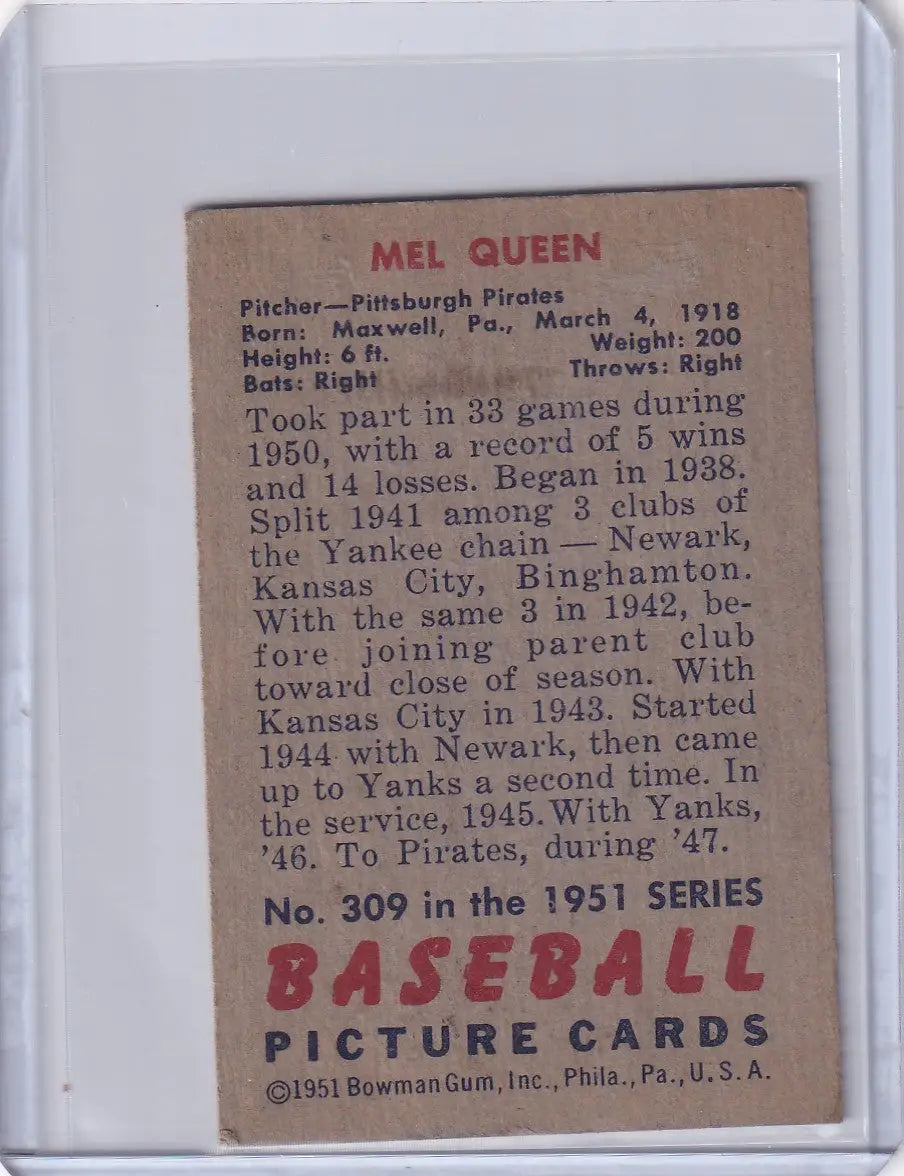 MEL QUEEN
Pitcher—Pittsburgh Pirates
Born: Maxwell, Pa., March 4, 1918
Height: 6 ft. Weight: 200
Bats: Right Throws: Right
Took part in 33 games during
1950, with a record of 5 wins
and 14 losses. Began in 1938.
Split 1941 among 3 clubs of
the Yankee chain — Newark,
Kansas City, Binghamton.
With the same 3 in 1942, be-
fore joining parent club
toward close of season. With
Kansas City in 1943. Started
1944 with Newark, then came
up to Yanks a second time. In
the service, 1945. With Yanks,
'46. To Pirates, during '47.
No. 309 in the 1951 SERIES
BASEBALL
PICTURE CARDS
©1951 Bowman Gum, Inc., Phila., Pa., U. S. A.